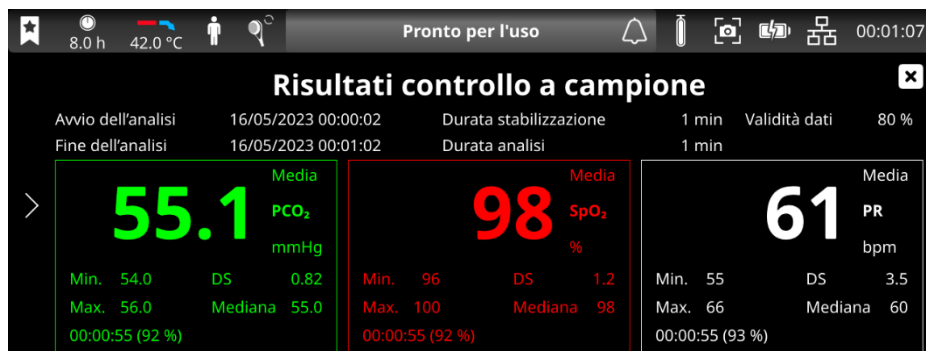 8.0 h 42.0 °C Pronto per l'uso 00:01:07
Risultati controllo a campione
Avvio dell'analisi 16/05/2023 00:00:02 Durata stabilizzazione 1 min Validità dati 80 %
Fine dell'analisi 16/05/2023 00:01:02 Durata analisi 1 min
55.1 Media PCO₂ mmHg
Min. 54.0 DS 0.82
Max. 56.0 Mediana 55.0
00:00:55 (92 %)
98 Media SpO₂ %
Min. 96 DS 1.2
Max. 100 Mediana 98
00:00:55 (92 %)
61 Media PR bpm
Min. 55 DS 3.5
Max. 66 Mediana 60
00:00:55 (93 %)